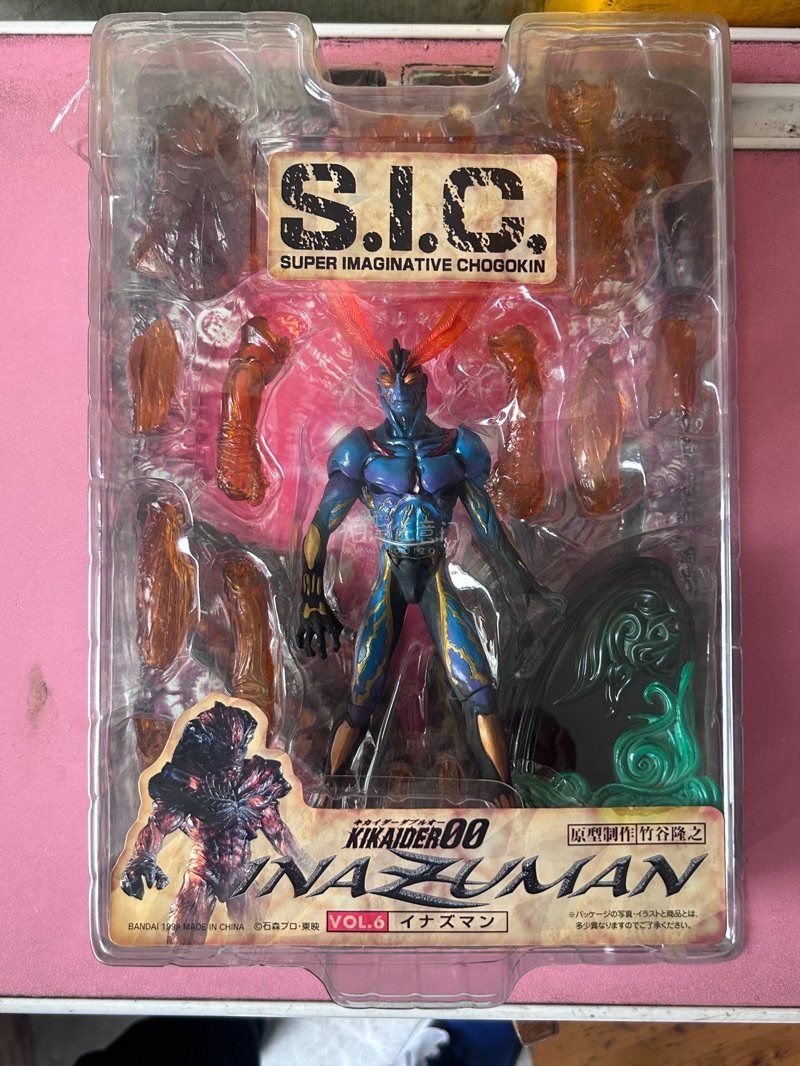 S.I.C.
SUPER IMAGINATIVE CHOGOKIN
キカイダーダブルオー
KIKAIDER00
原型制作 竹谷隆之
INAZUMAN
BANDAI 1999 MADE IN CHINA ©石森プロ・東映
VOL.6 イナズマン
※パッケージの写真・イラストと商品とは、
多少異なりますのでご了承ください。